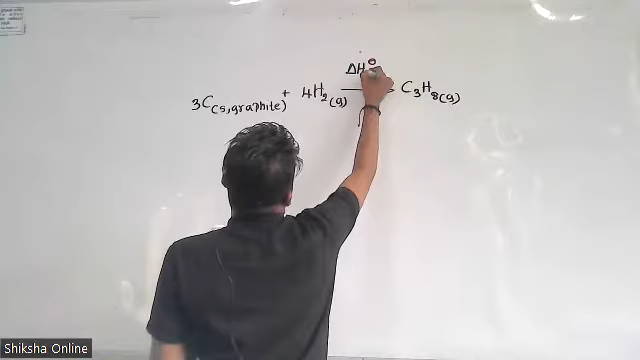 ΔH°
3C(s,graphite) + 4H₂(g) → C₃H₈(g)
Shiksha Online